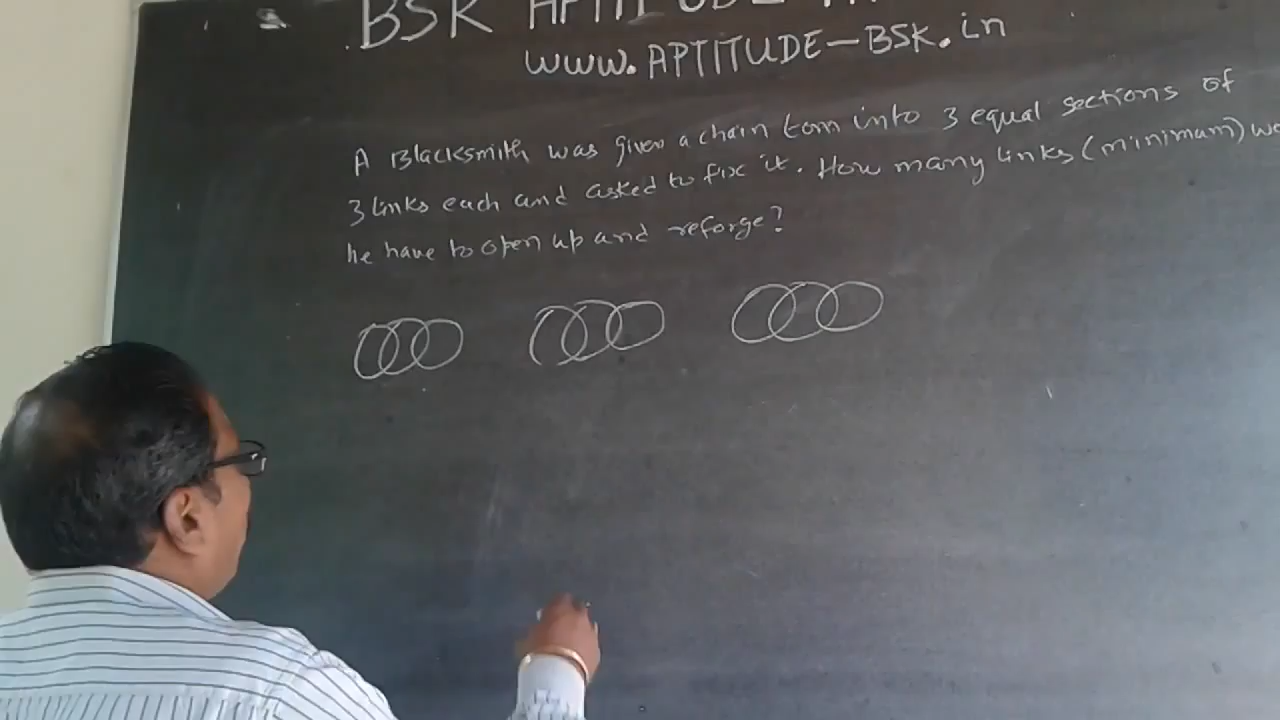 BSK APTITUDE
www.APTITUDE-BSK.in
A Blacksmith was given a chain torn into 3 equal sections of
3 links each and asked to fix it. How many links (minimum)
he have to open up and reforge?